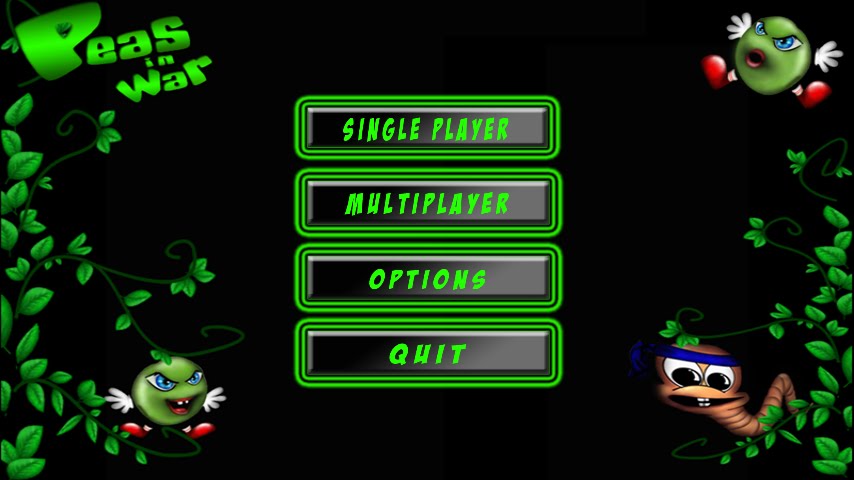 Peas
in
War
SINGLE PLAYER
MULTIPLAYER
OPTIONS
QUIT